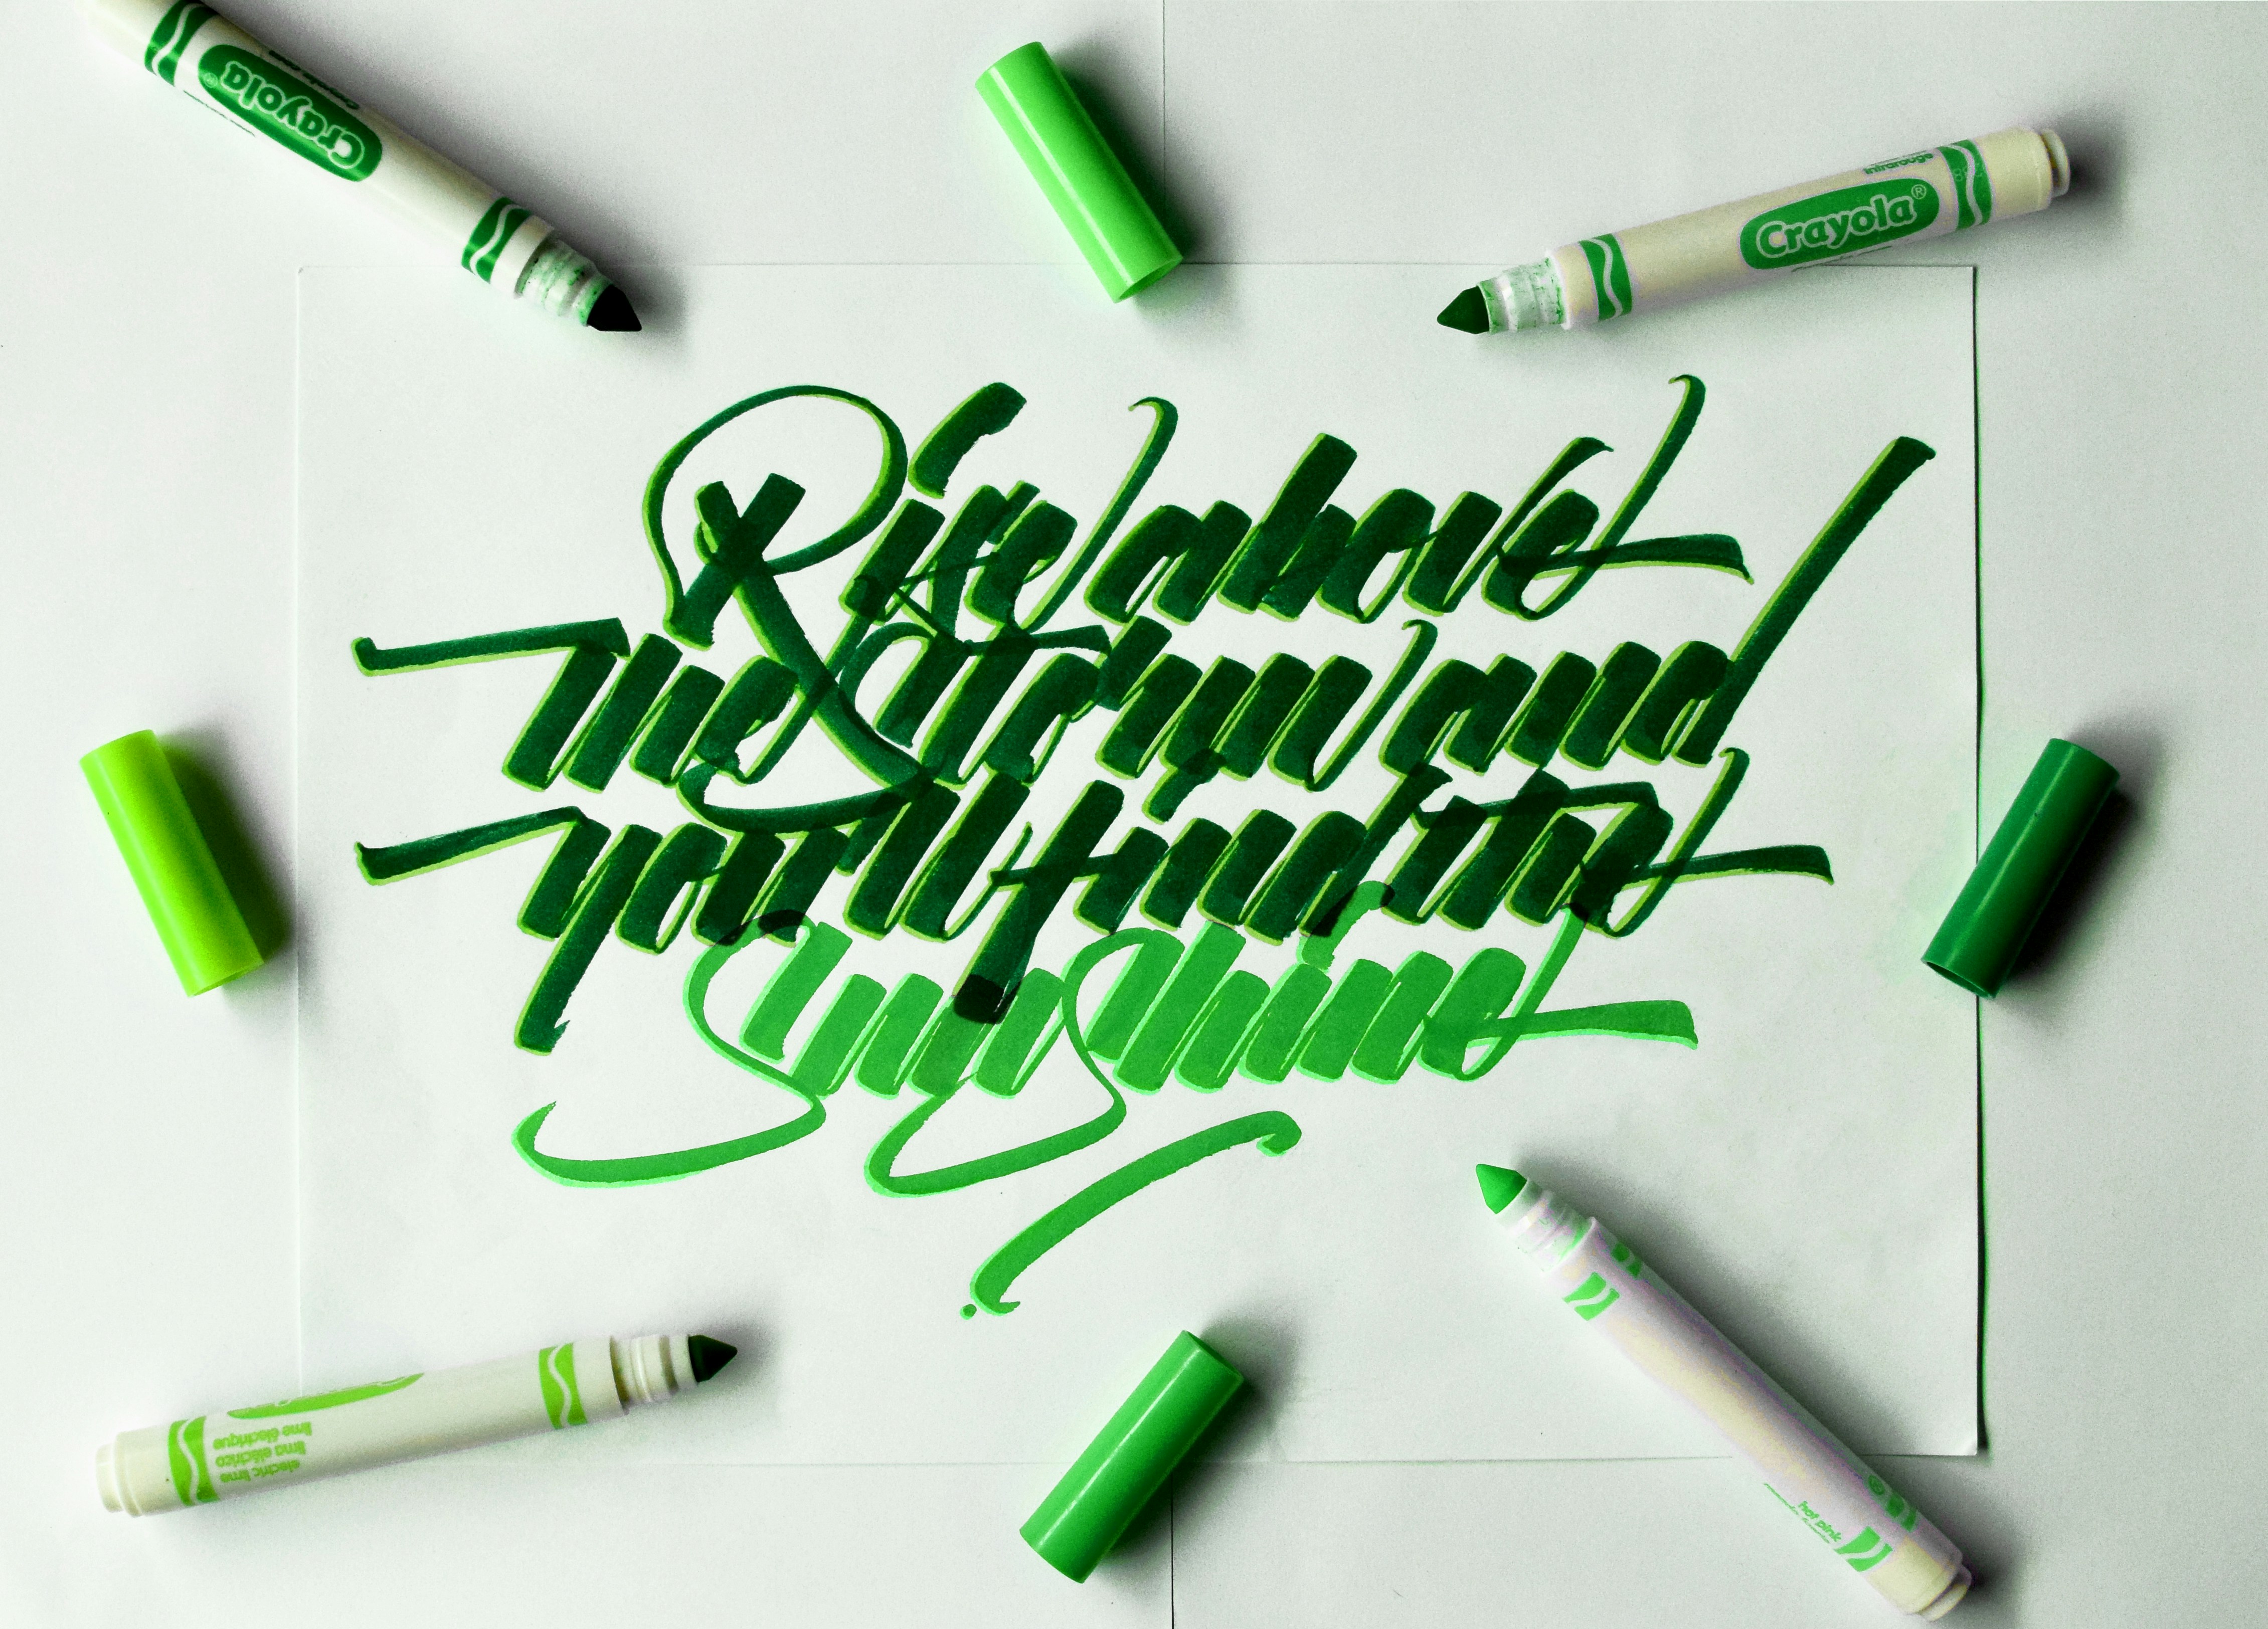 Crayola
Crayola
infrarouge
Rise above
the storm and
you'll find the
Sunshine
electric lime
lima eléctrico
lime électrique
hot pink